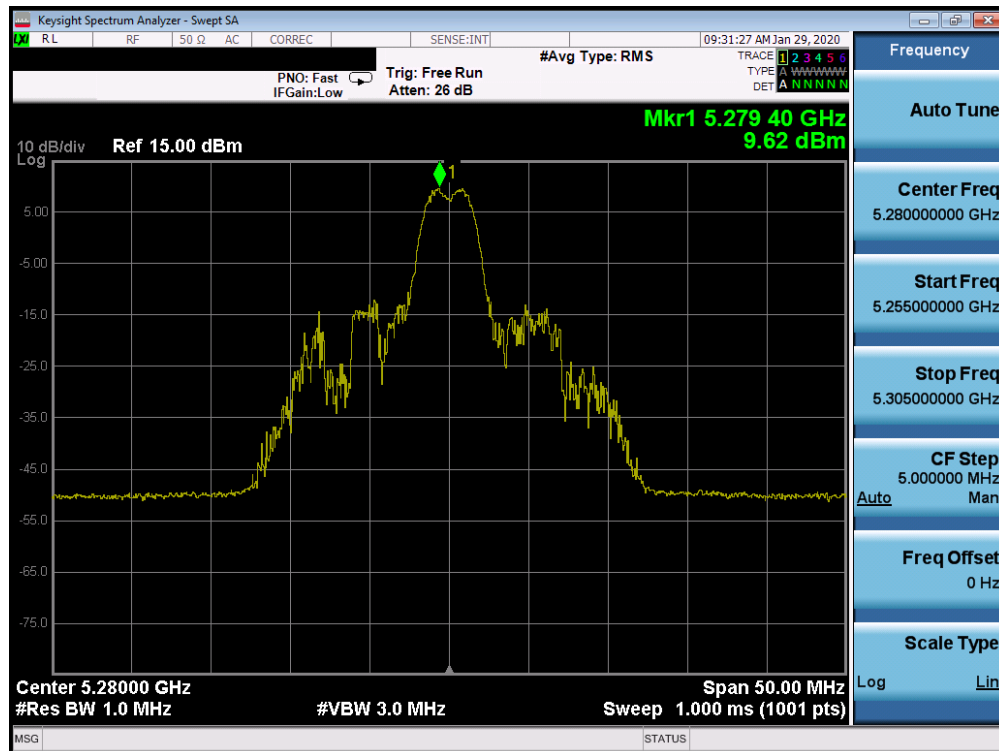 Keysight Spectrum Analyzer - Swept SA
LXI RL RF 50 Ω AC CORREC SENSE:INT 09:31:27 AM Jan 29, 2020
#Avg Type: RMS TRACE 1 2 3 4 5 6
PNO: Fast Trig: Free Run TYPE A WWWWW
IFGain:Low Atten: 26 dB DET A N N N N N
Mkr1 5.279 40 GHz
9.62 dBm
10 dB/div Ref 15.00 dBm
Log
1
5.00
-5.00
-15.0
-25.0
-35.0
-45.0
-55.0
-65.0
-75.0
Center 5.28000 GHz Span 50.00 MHz
#Res BW 1.0 MHz #VBW 3.0 MHz Sweep 1.000 ms (1001 pts)
MSG STATUS
Frequency
Auto Tune
Center Freq
5.280000000 GHz
Start Freq
5.255000000 GHz
Stop Freq
5.305000000 GHz
CF Step
5.000000 MHz
Auto Man
Freq Offset
0 Hz
Scale Type
Log Lin